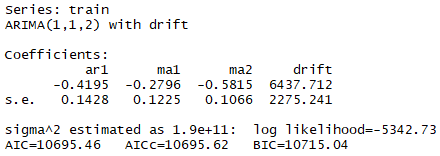 Series: train
ARIMA(1,1,2) with drift
Coefficients:
ar1 ma1 ma2 drift
-0.4195 -0.2796 -0.5815 6437.712
s.e. 0.1428 0.1225 0.1066 2275.241
sigma^2 estimated as 1.9e+11: log likelihood=-5342.73
AIC=10695.46 AICc=10695.62 BIC=10715.04